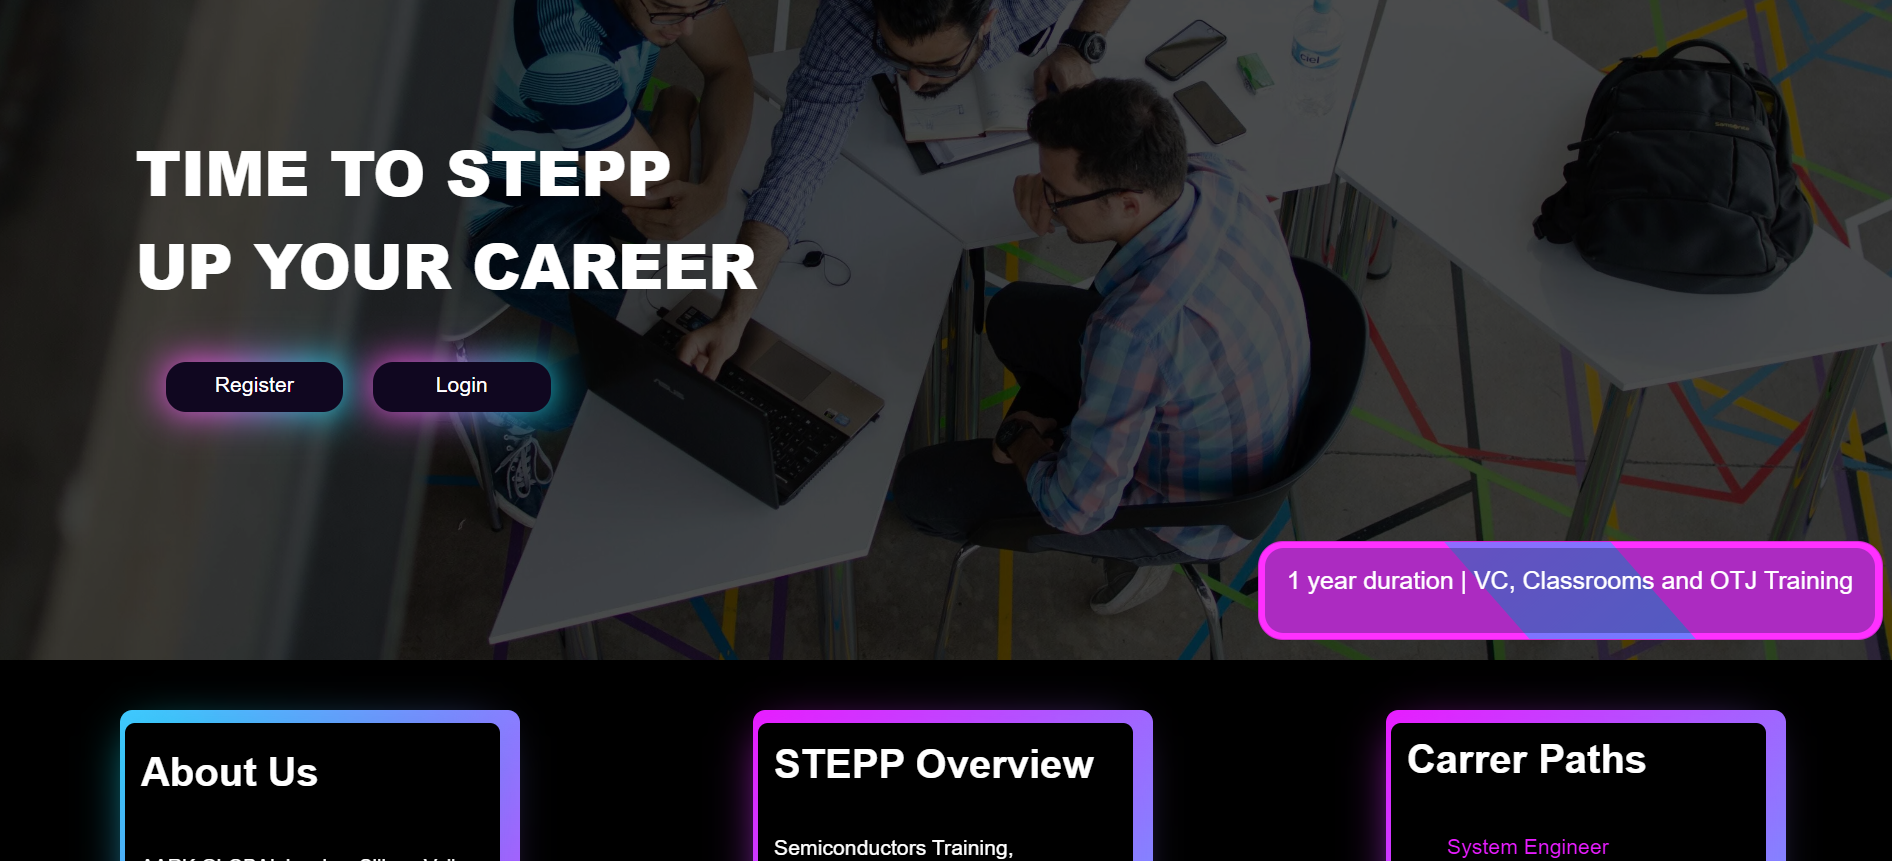 TIME TO STEPP
UP YOUR CAREER
Register
Login
1 year duration | VC, Classrooms and OTJ Training
About Us
STEPP Overview
Semiconductors Training,
Carrer Paths
System Engineer